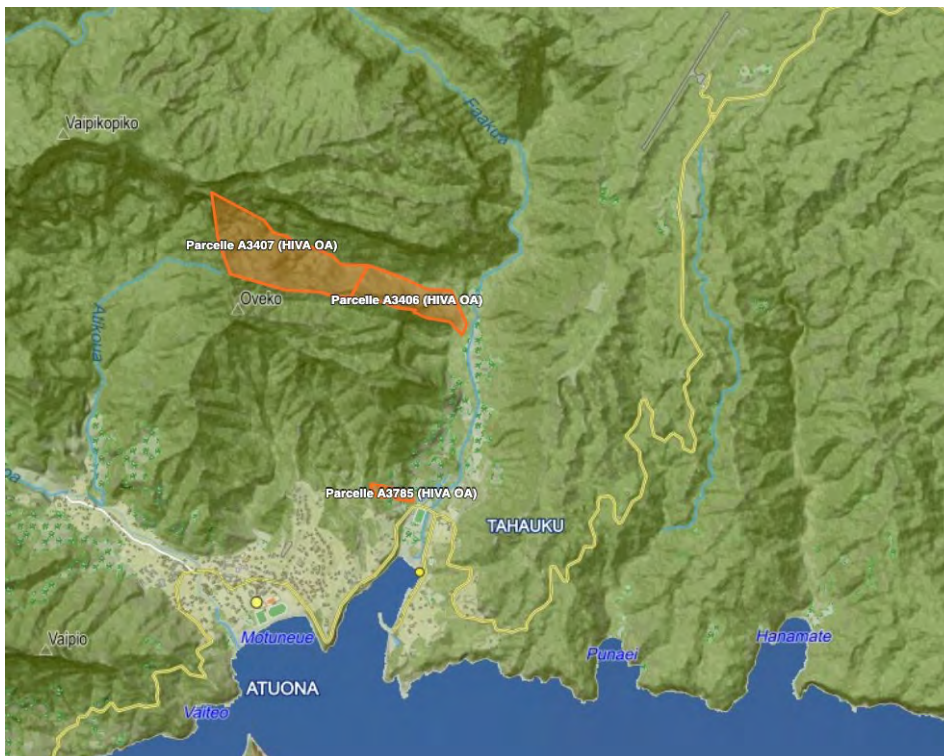 Vaipikopiko
Faakua
Parcelle A3407 (HIVA OA)
Parcelle A3406 (HIVA OA)
Oveko
Atikoua
Parcelle A3785 (HIVA OA)
TAHAUKU
Motuneue
Vaipio
Hanamate
Punaei
ATUONA
Vaiteo